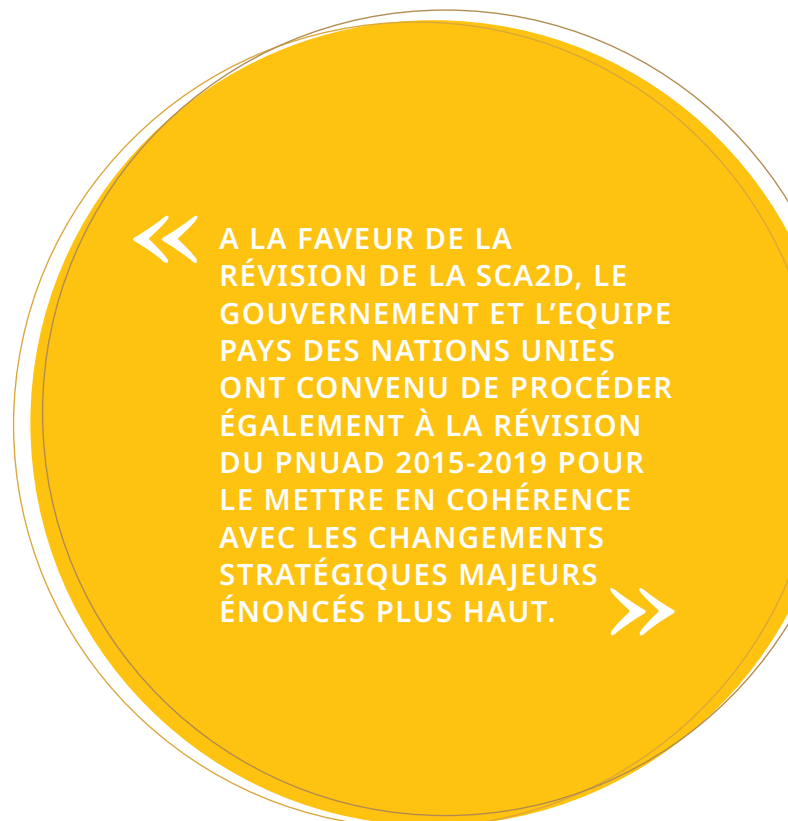 « A LA FAVEUR DE LA
RÉVISION DE LA SCA2D, LE
GOUVERNEMENT ET L’EQUIPE
PAYS DES NATIONS UNIES
ONT CONVENU DE PROCÉDER
ÉGALEMENT À LA RÉVISION
DU PNUAD 2015-2019 POUR
LE METTRE EN COHÉRENCE
AVEC LES CHANGEMENTS
STRATÉGIQUES MAJEURS
ÉNONCÉS PLUS HAUT. »